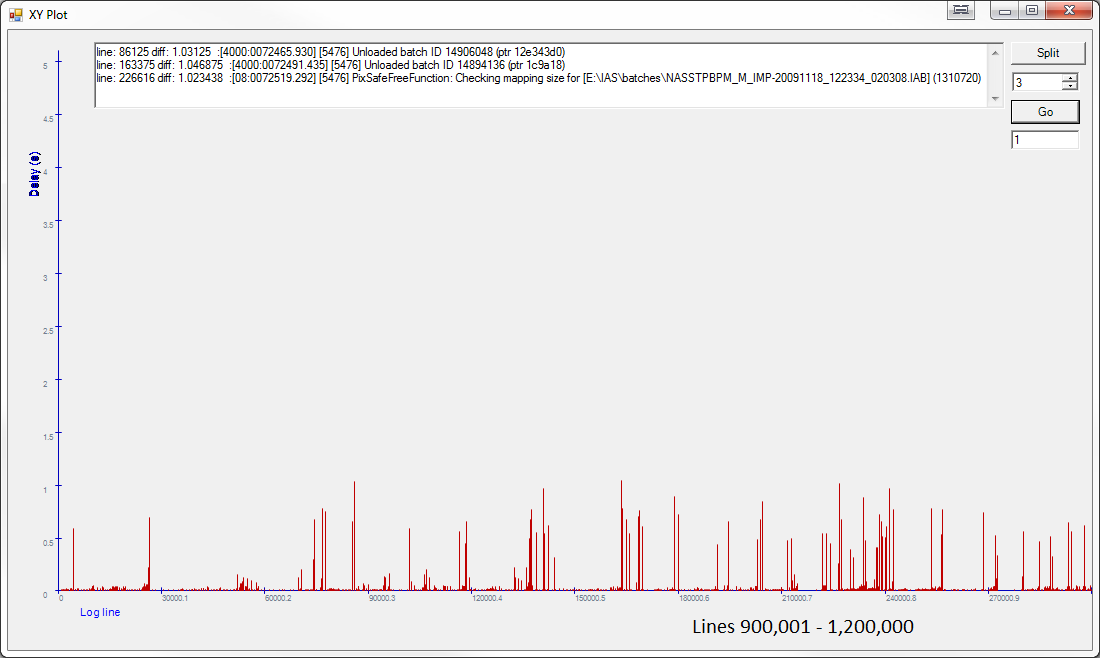 XY Plot
line: 86125 diff: 1.03125 :[4000:0072465.930] [5476] Unloaded batch ID 14906048 (ptr 12e343d0)
line: 163375 diff: 1.046875 :[4000:0072491.435] [5476] Unloaded batch ID 14894136 (ptr 1c9a18)
line: 226616 diff: 1.023438 :[08:0072519.292] [5476] PixSafeFreeFunction: Checking mapping size for [E:\IAS\batches\NASSTPBPM_M_IMP-20091118_122334_020308.IAB] (1310720)
Split
3
Go
1
Delay (s)
5
4.5
4
3.5
3
2.5
2
1.5
1
0.5
0
0
30000.1
60000.2
90000.3
120000.4
150000.5
180000.6
210000.7
240000.8
270000.9
Log line
Lines 900,001 - 1,200,000